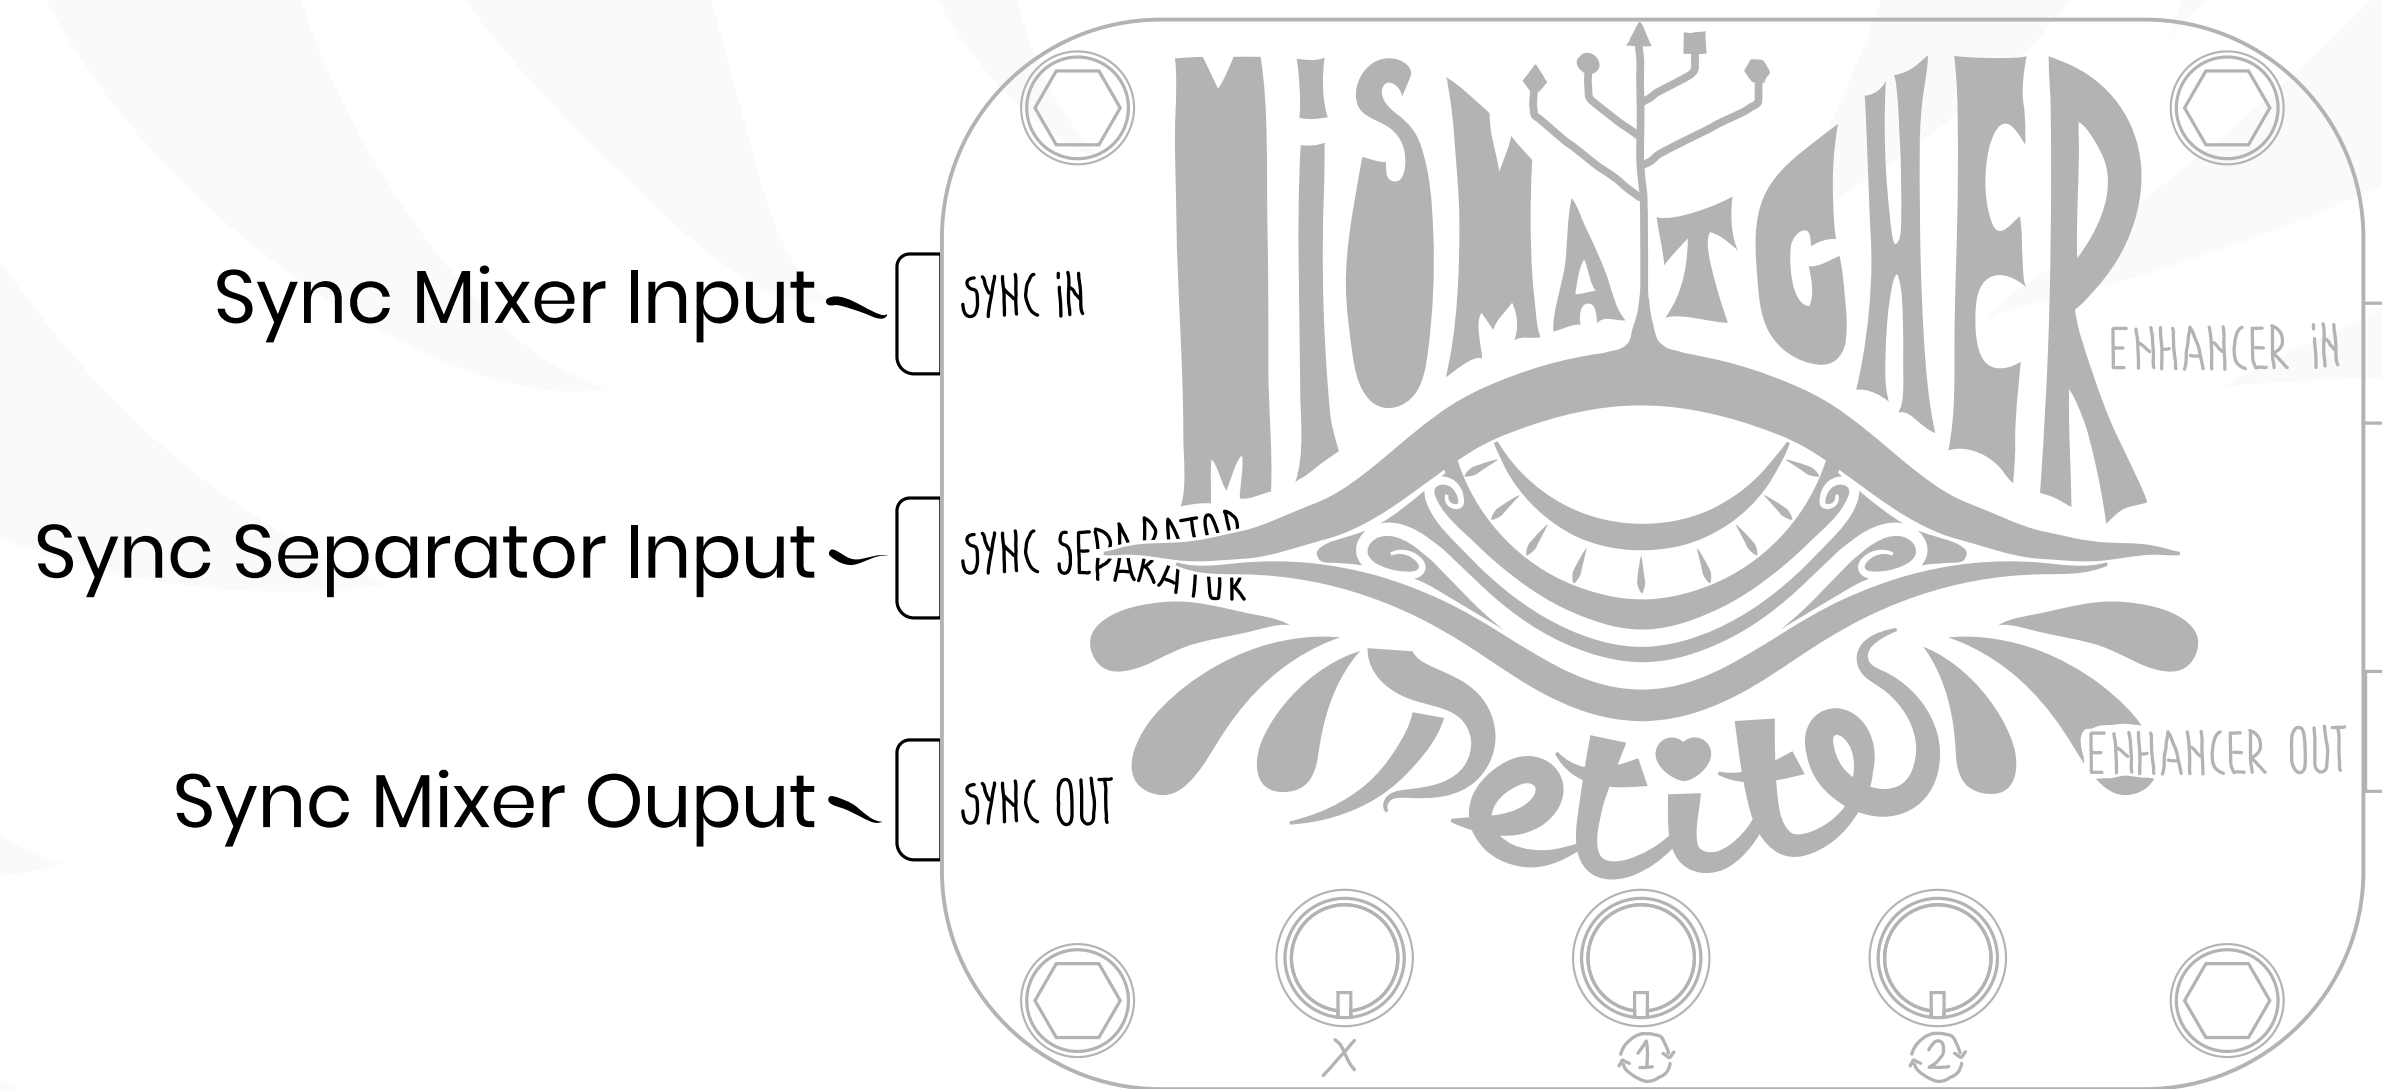 MiSMATCHER
Sync Mixer Input
SYNC iN
ENHANCER iN
Sync Separator Input
SYNC SEPARATOR
Petite
Sync Mixer Ouput
SYNC OUT
ENHANCER OUT
X
1
2